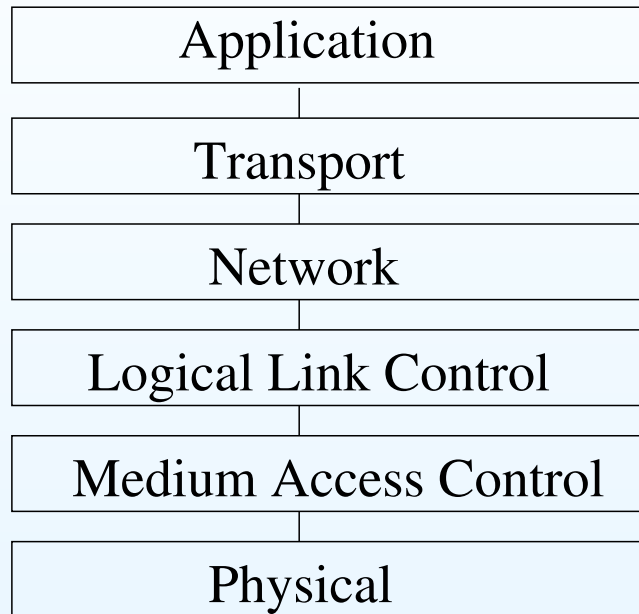 Application
Transport
Network
Logical Link Control
Medium Access Control
Physical